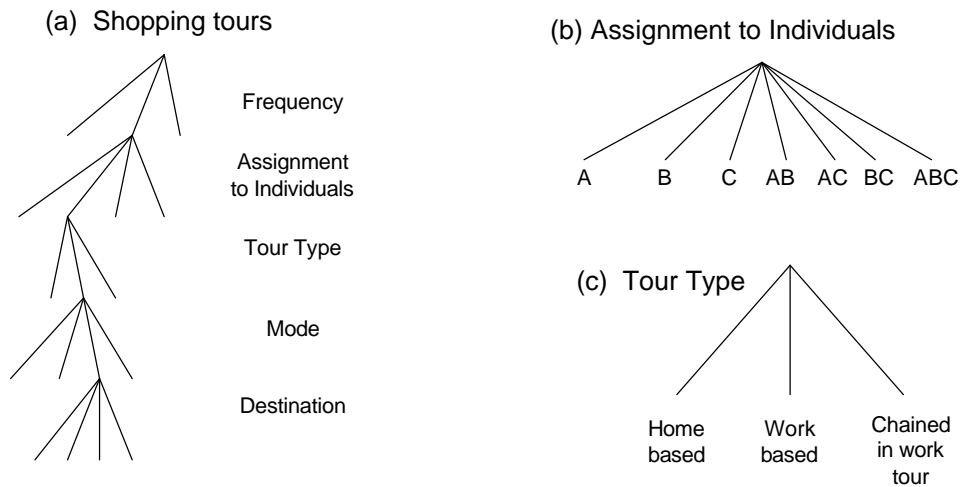 (a) Shopping tours
Frequency
Assignment
to Individuals
Tour Type
Mode
Destination
(b) Assignment to Individuals
A B C AB AC BC ABC
(c) Tour Type
Home
based
Work
based
Chained
in work
tour